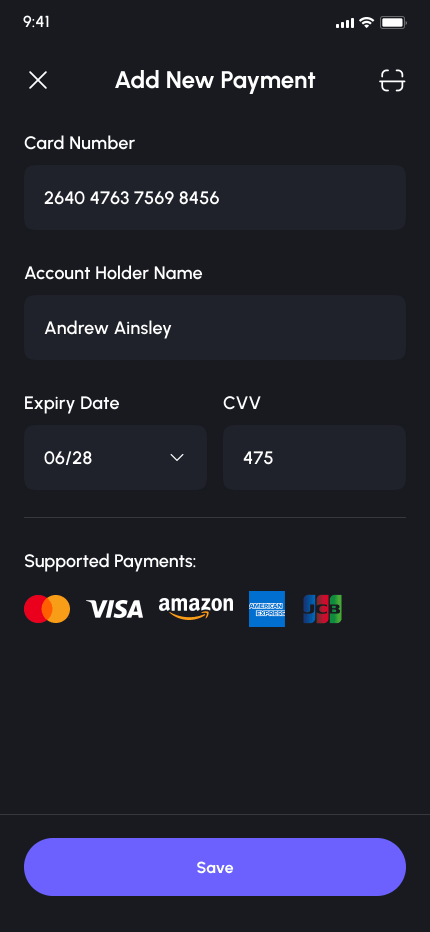 9:41
Add New Payment
Card Number
2640 4763 7569 8456
Account Holder Name
Andrew Ainsley
Expiry Date CVV
06/28 475
Supported Payments:
VISA amazon AMERICAN EXPRESS JCB
Save